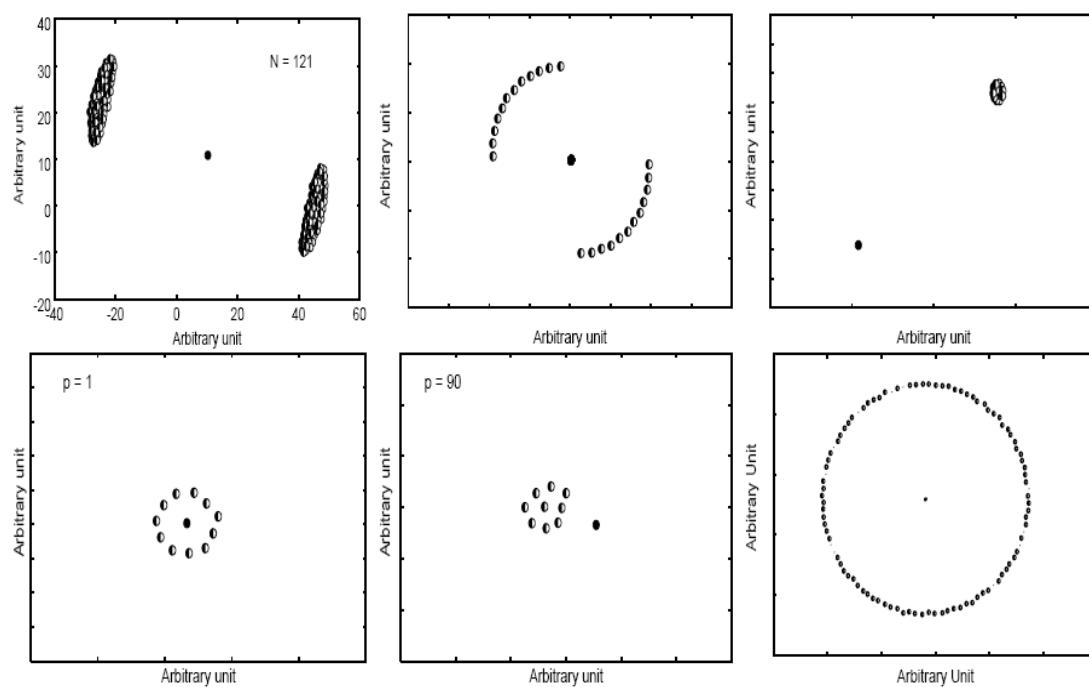 40
30
20
10
0
-10
-20
-40
-20
0
20
40
60
N = 121
Arbitrary unit
Arbitrary unit
Arbitrary unit
Arbitrary unit
Arbitrary unit
Arbitrary unit
p = 1
p = 90
Arbitrary unit
Arbitrary unit
Arbitrary Unit
Arbitrary unit
Arbitrary unit
Arbitrary Unit